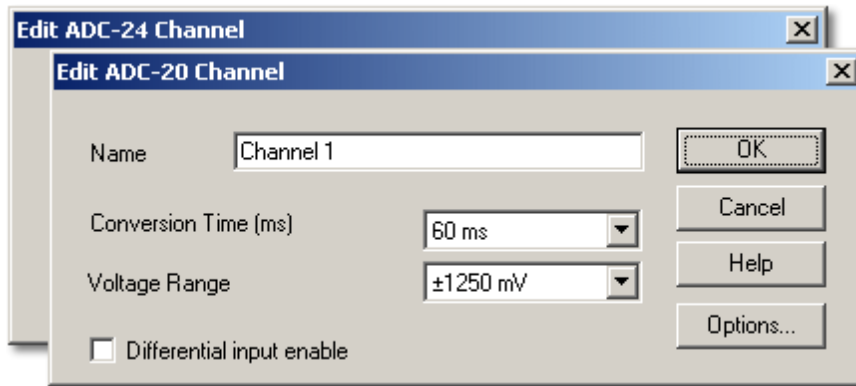 Edit ADC-24 Channel
Edit ADC-20 Channel
Name
Channel 1
OK
Conversion Time (ms)
60 ms
Cancel
Voltage Range
±1250 mV
Help
Differential input enable
Options...